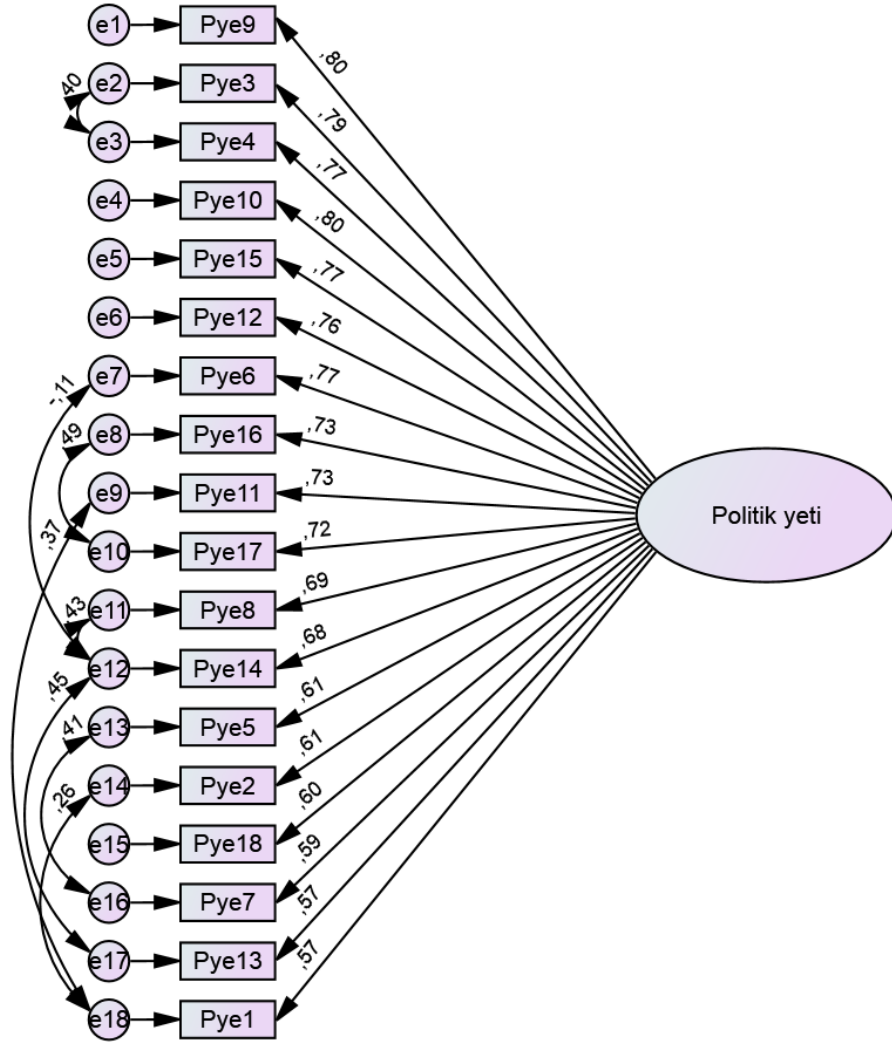 e1 Pye9 ,80
e2 Pye3 ,79
,40
e3 Pye4 ,77
e4 Pye10 ,80
e5 Pye15 ,77
e6 Pye12 ,76
e7 Pye6 ,77
-,11
e8 Pye16 ,73
,49
e9 Pye11 ,73
Politik yeti
,37
e10 Pye17 ,72
e11 Pye8 ,69
,43
e12 Pye14 ,68
,45
e13 Pye5 ,61
,41
e14 Pye2 ,61
,26
e15 Pye18 ,60
e16 Pye7 ,59
e17 Pye13 ,57
e18 Pye1 ,57